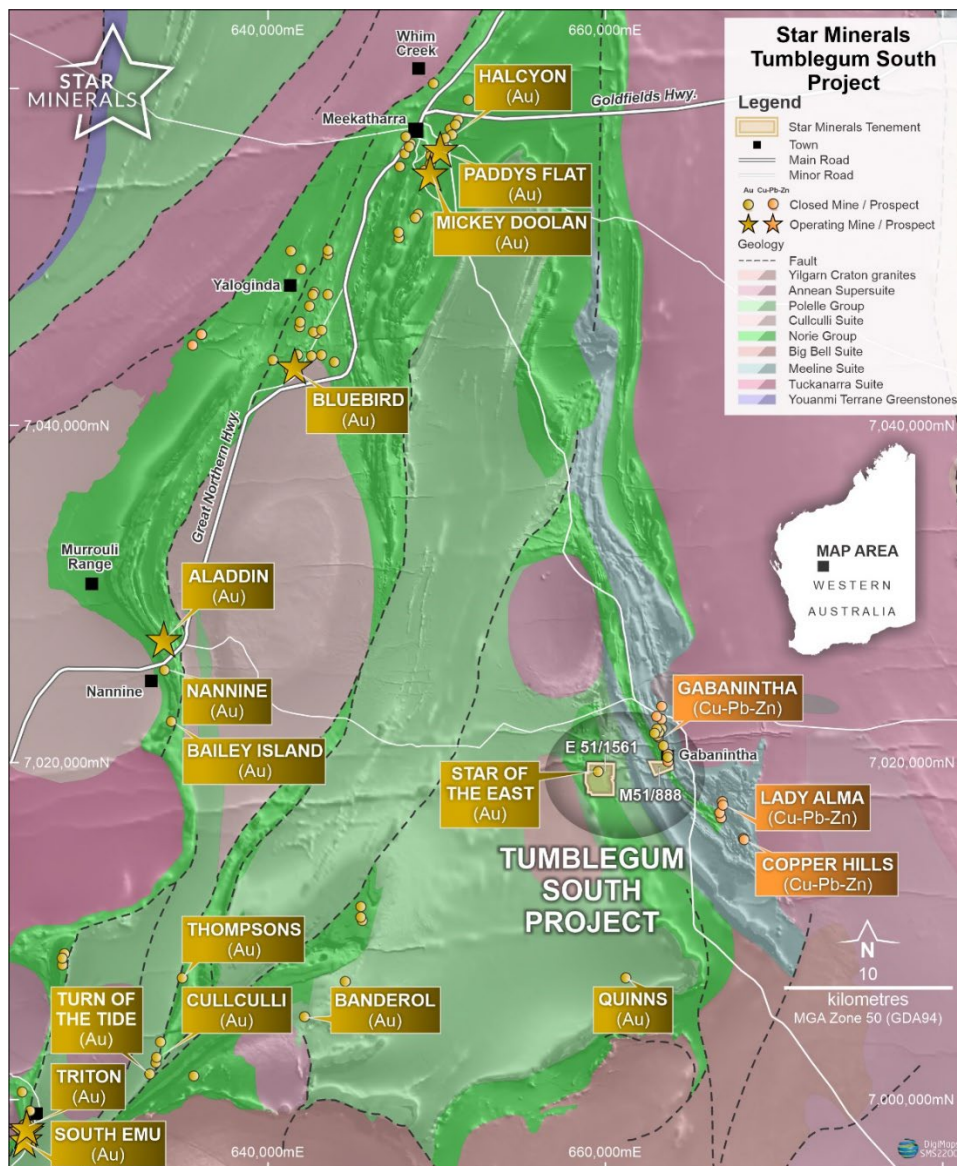 640,000mE
660,000mE
STAR
MINERALS
Whim
Creek
HALCYON
(Au)
Goldfields Hwy.
Meekatharra
PADDYS FLAT
(Au)
MICKEY DOOLAN
(Au)
Yaloginda
BLUEBIRD
(Au)
Star Minerals
Tumblegum South
Project
Legend
Star Minerals Tenement
Town
Main Road
Minor Road
Au Cu-Pb-Zn
Closed Mine / Prospect
Operating Mine / Prospect
Geology
Fault
Yilgarn Craton granites
Annean Supersuite
Polelle Group
Cullculli Suite
Norie Group
Big Bell Suite
Meeline Suite
Tuckanarra Suite
Youanmi Terrane Greenstones
7,040,000mN
7,040,000mN
Great Northern Hwy.
MAP AREA
WESTERN
AUSTRALIA
Murrouli
Range
ALADDIN
(Au)
Nannine
NANNINE
(Au)
BAILEY ISLAND
(Au)
GABANINTHA
(Cu-Pb-Zn)
E 51/1561
Gabanintha
7,020,000mN
7,020,000mN
STAR OF
THE EAST
(Au)
M51/888
LADY ALMA
(Cu-Pb-Zn)
COPPER HILLS
(Cu-Pb-Zn)
TUMBLEGUM
SOUTH
PROJECT
THOMPSONS
(Au)
TURN OF
THE TIDE
(Au)
CULLCULLI
(Au)
BANDEROL
(Au)
QUINNS
(Au)
N
10
kilometres
MGA Zone 50 (GDA94)
TRITON
(Au)
SOUTH EMU
(Au)
7,000,000mN
640,000mE
660,000mE
DigiMaps
SMS2200